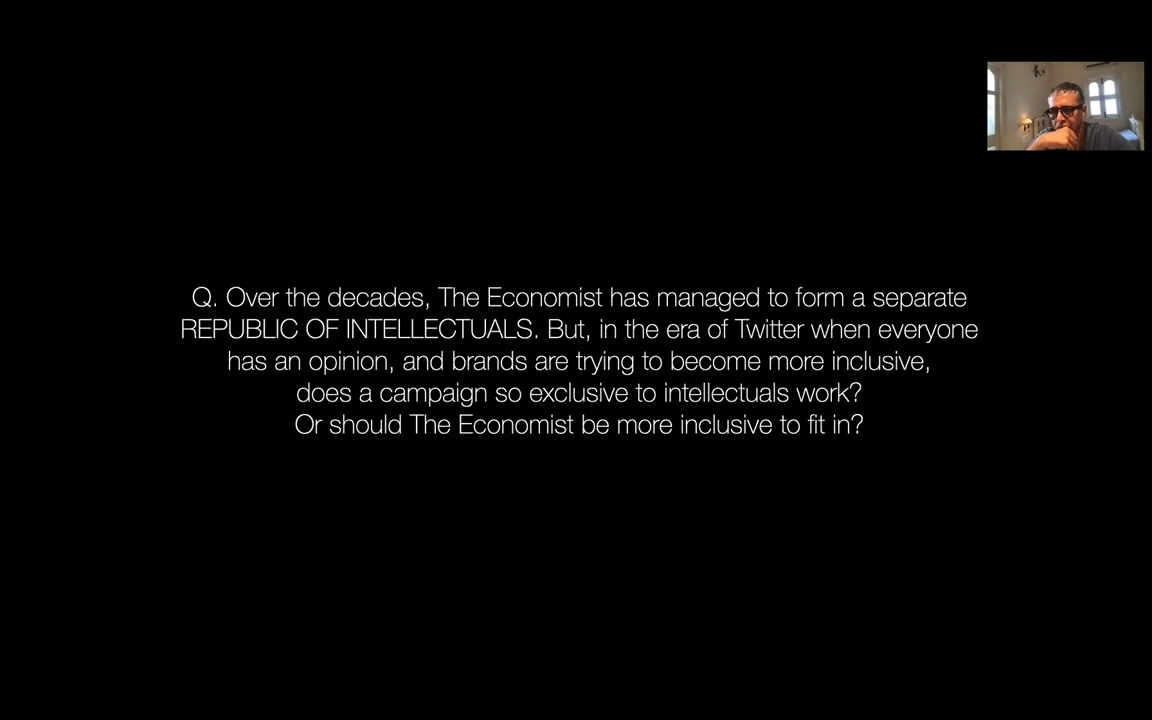 Q. Over the decades, The Economist has managed to form a separate
REPUBLIC OF INTELLECTUALS. But, in the era of Twitter when everyone
has an opinion, and brands are trying to become more inclusive,
does a campaign so exclusive to intellectuals work?
Or should The Economist be more inclusive to fit in?